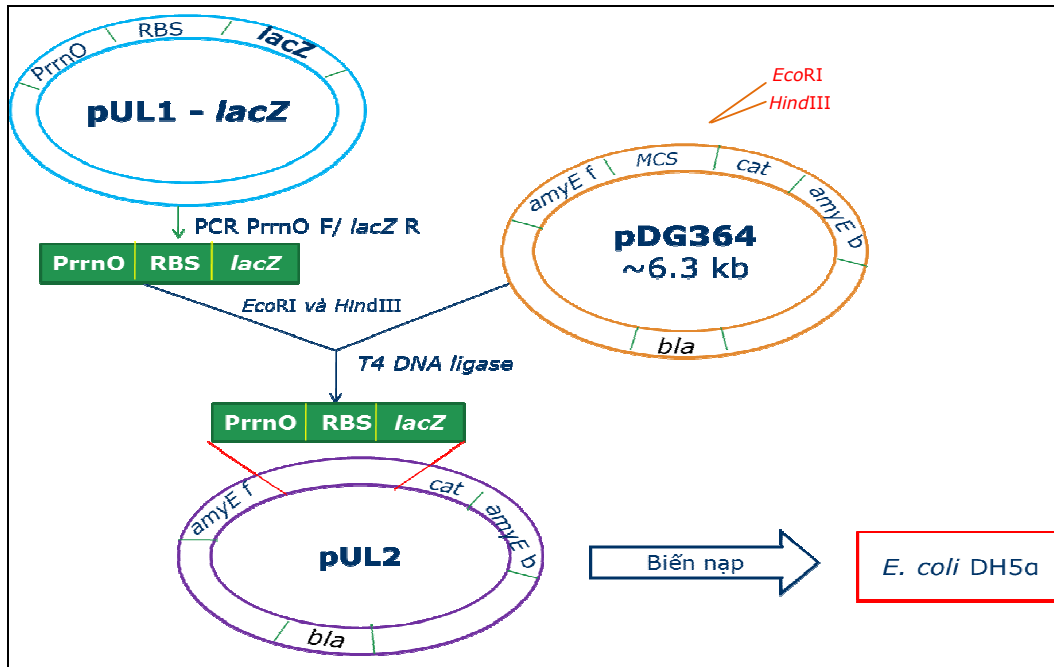 PrrnO RBS lacZ
pUL1 - lacZ
EcoRI
HindIII
amyE f MCS cat amyE b
pDG364
~6.3 kb
bla
PCR PrrnO F/ lacZ R
PrrnO RBS lacZ
EcoRI và HindIII
T4 DNA ligase
PrrnO RBS lacZ
amyE f cat amyE b
pUL2
bla
Biến nạp
E. coli DH5α